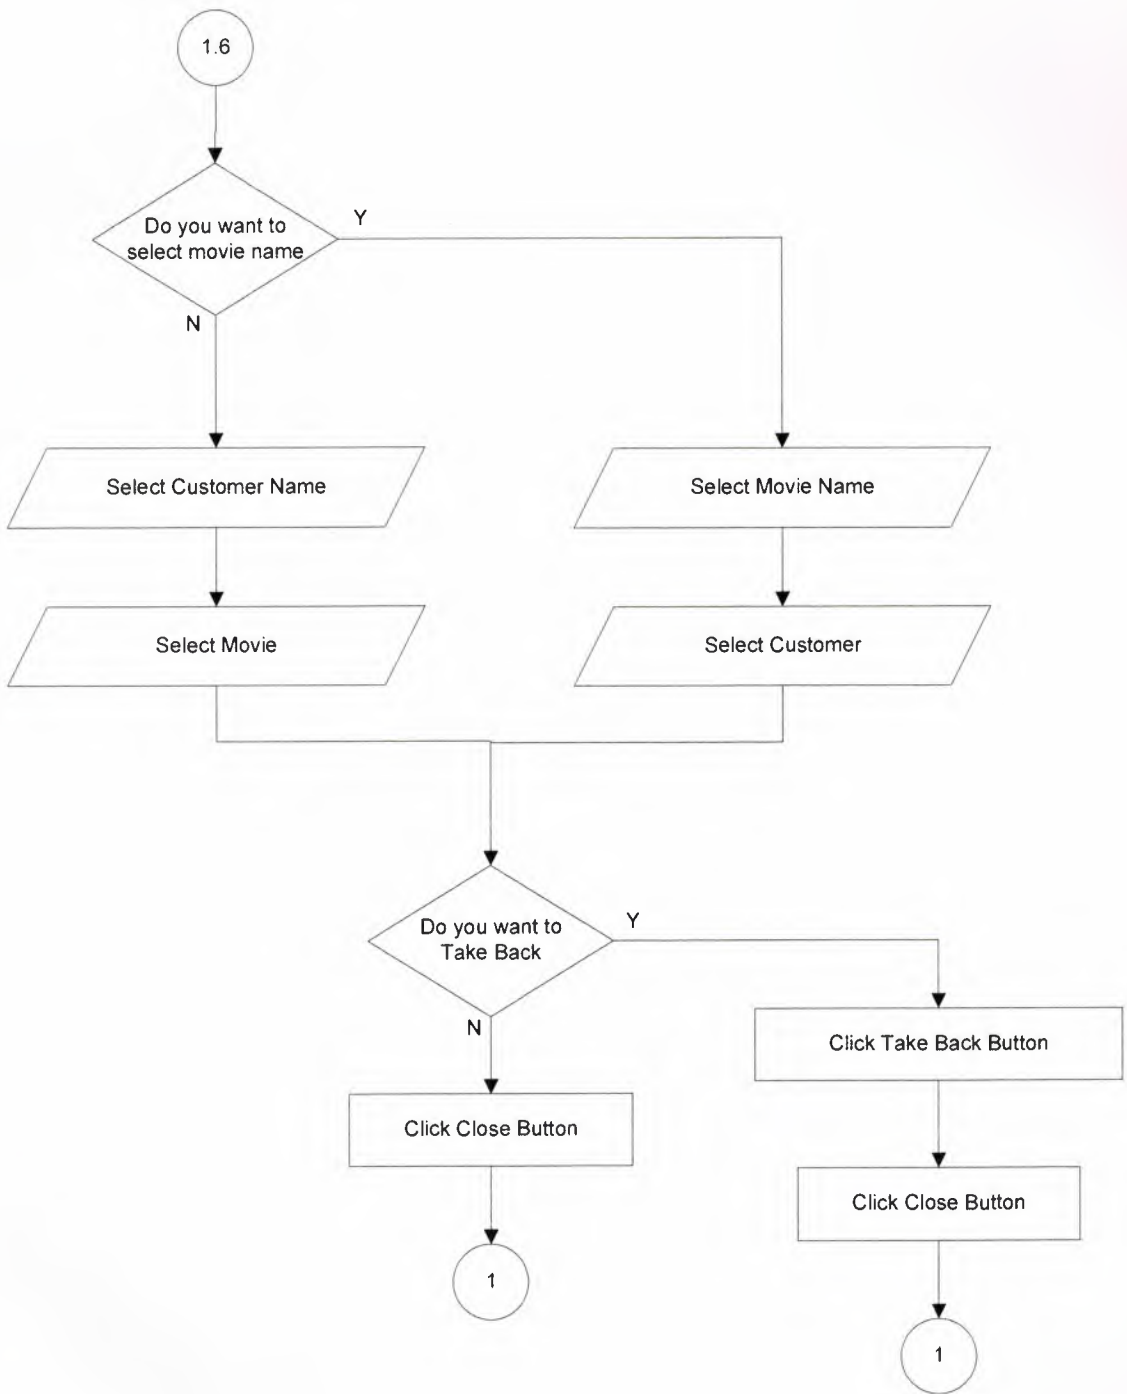 1.6
Do you want to
select movie name
Y
N
Select Customer Name
Select Movie Name
Select Movie
Select Customer
Do you want to
Take Back
Y
N
Click Take Back Button
Click Close Button
Click Close Button
1
1